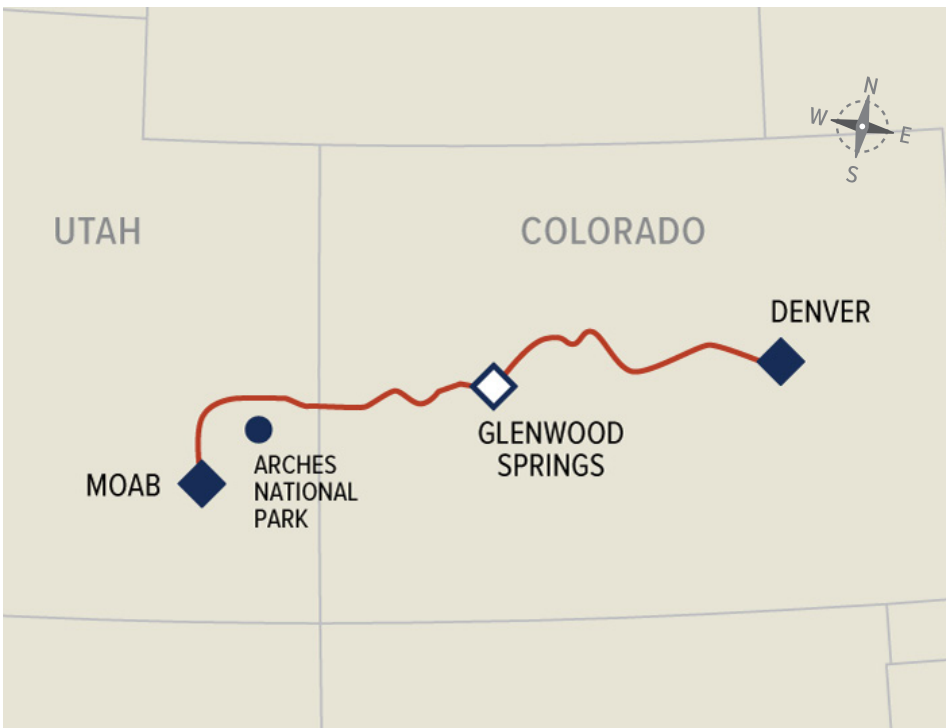 N
W
E
S
UTAH
COLORADO
DENVER
GLENWOOD
SPRINGS
MOAB
ARCHES
NATIONAL
PARK